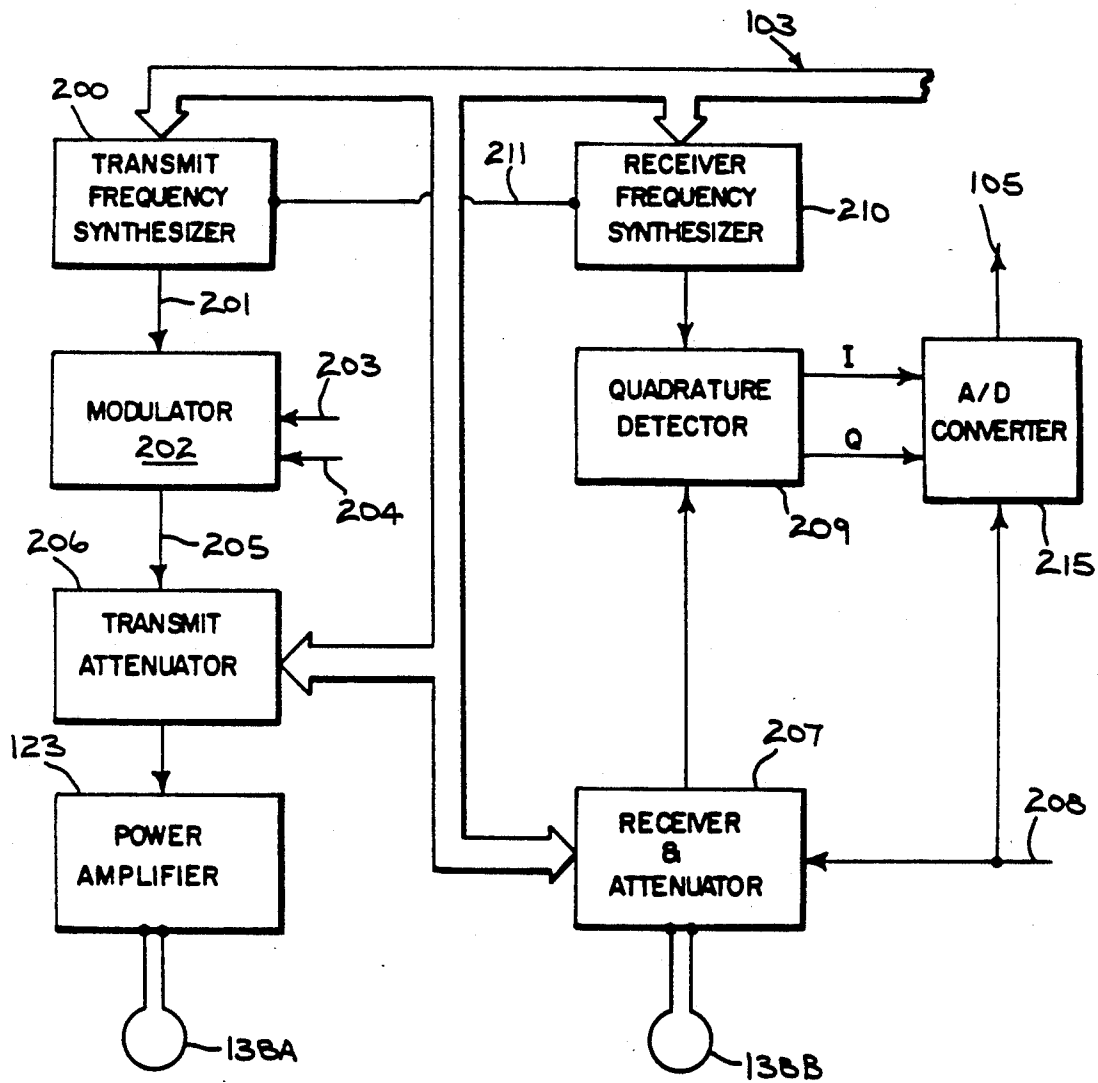 103
200
TRANSMIT
FREQUENCY
SYNTHESIZER
211
RECEIVER
FREQUENCY
SYNTHESIZER
210
105
201
MODULATOR
202
203
204
QUADRATURE
DETECTOR
I
Q
209
A/D
CONVERTER
215
206
205
TRANSMIT
ATTENUATOR
123
POWER
AMPLIFIER
207
RECEIVER
&
ATTENUATOR
208
138A
138B